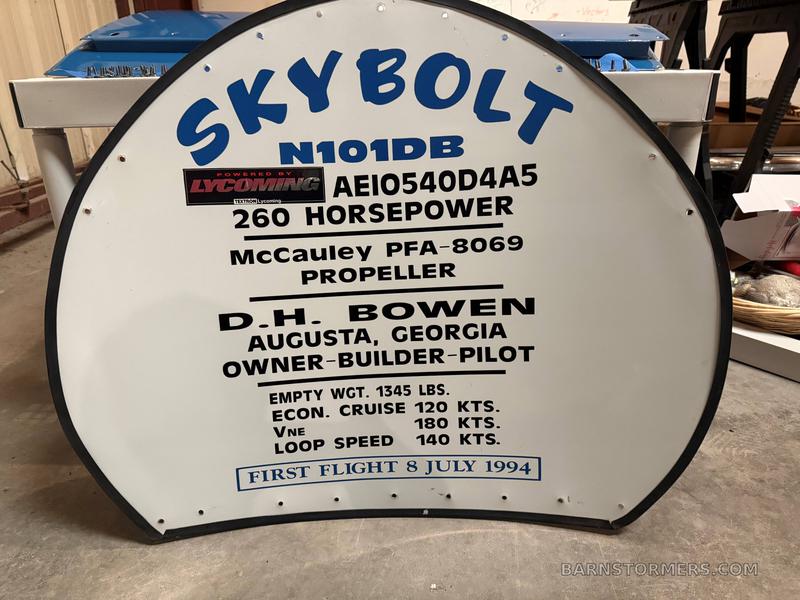 SKYBOLT
N101DB
POWERED BY
LYCOMING
TEXTRON Lycoming
AEIO540D4A5
260 HORSEPOWER
McCauley PFA-8069
PROPELLER
D.H. BOWEN
AUGUSTA, GEORGIA
OWNER-BUILDER-PILOT
EMPTY WGT. 1345 LBS.
ECON. CRUISE 120 KTS.
VNE 180 KTS.
LOOP SPEED 140 KTS.
FIRST FLIGHT 8 JULY 1994
BARNSTORMERS.COM